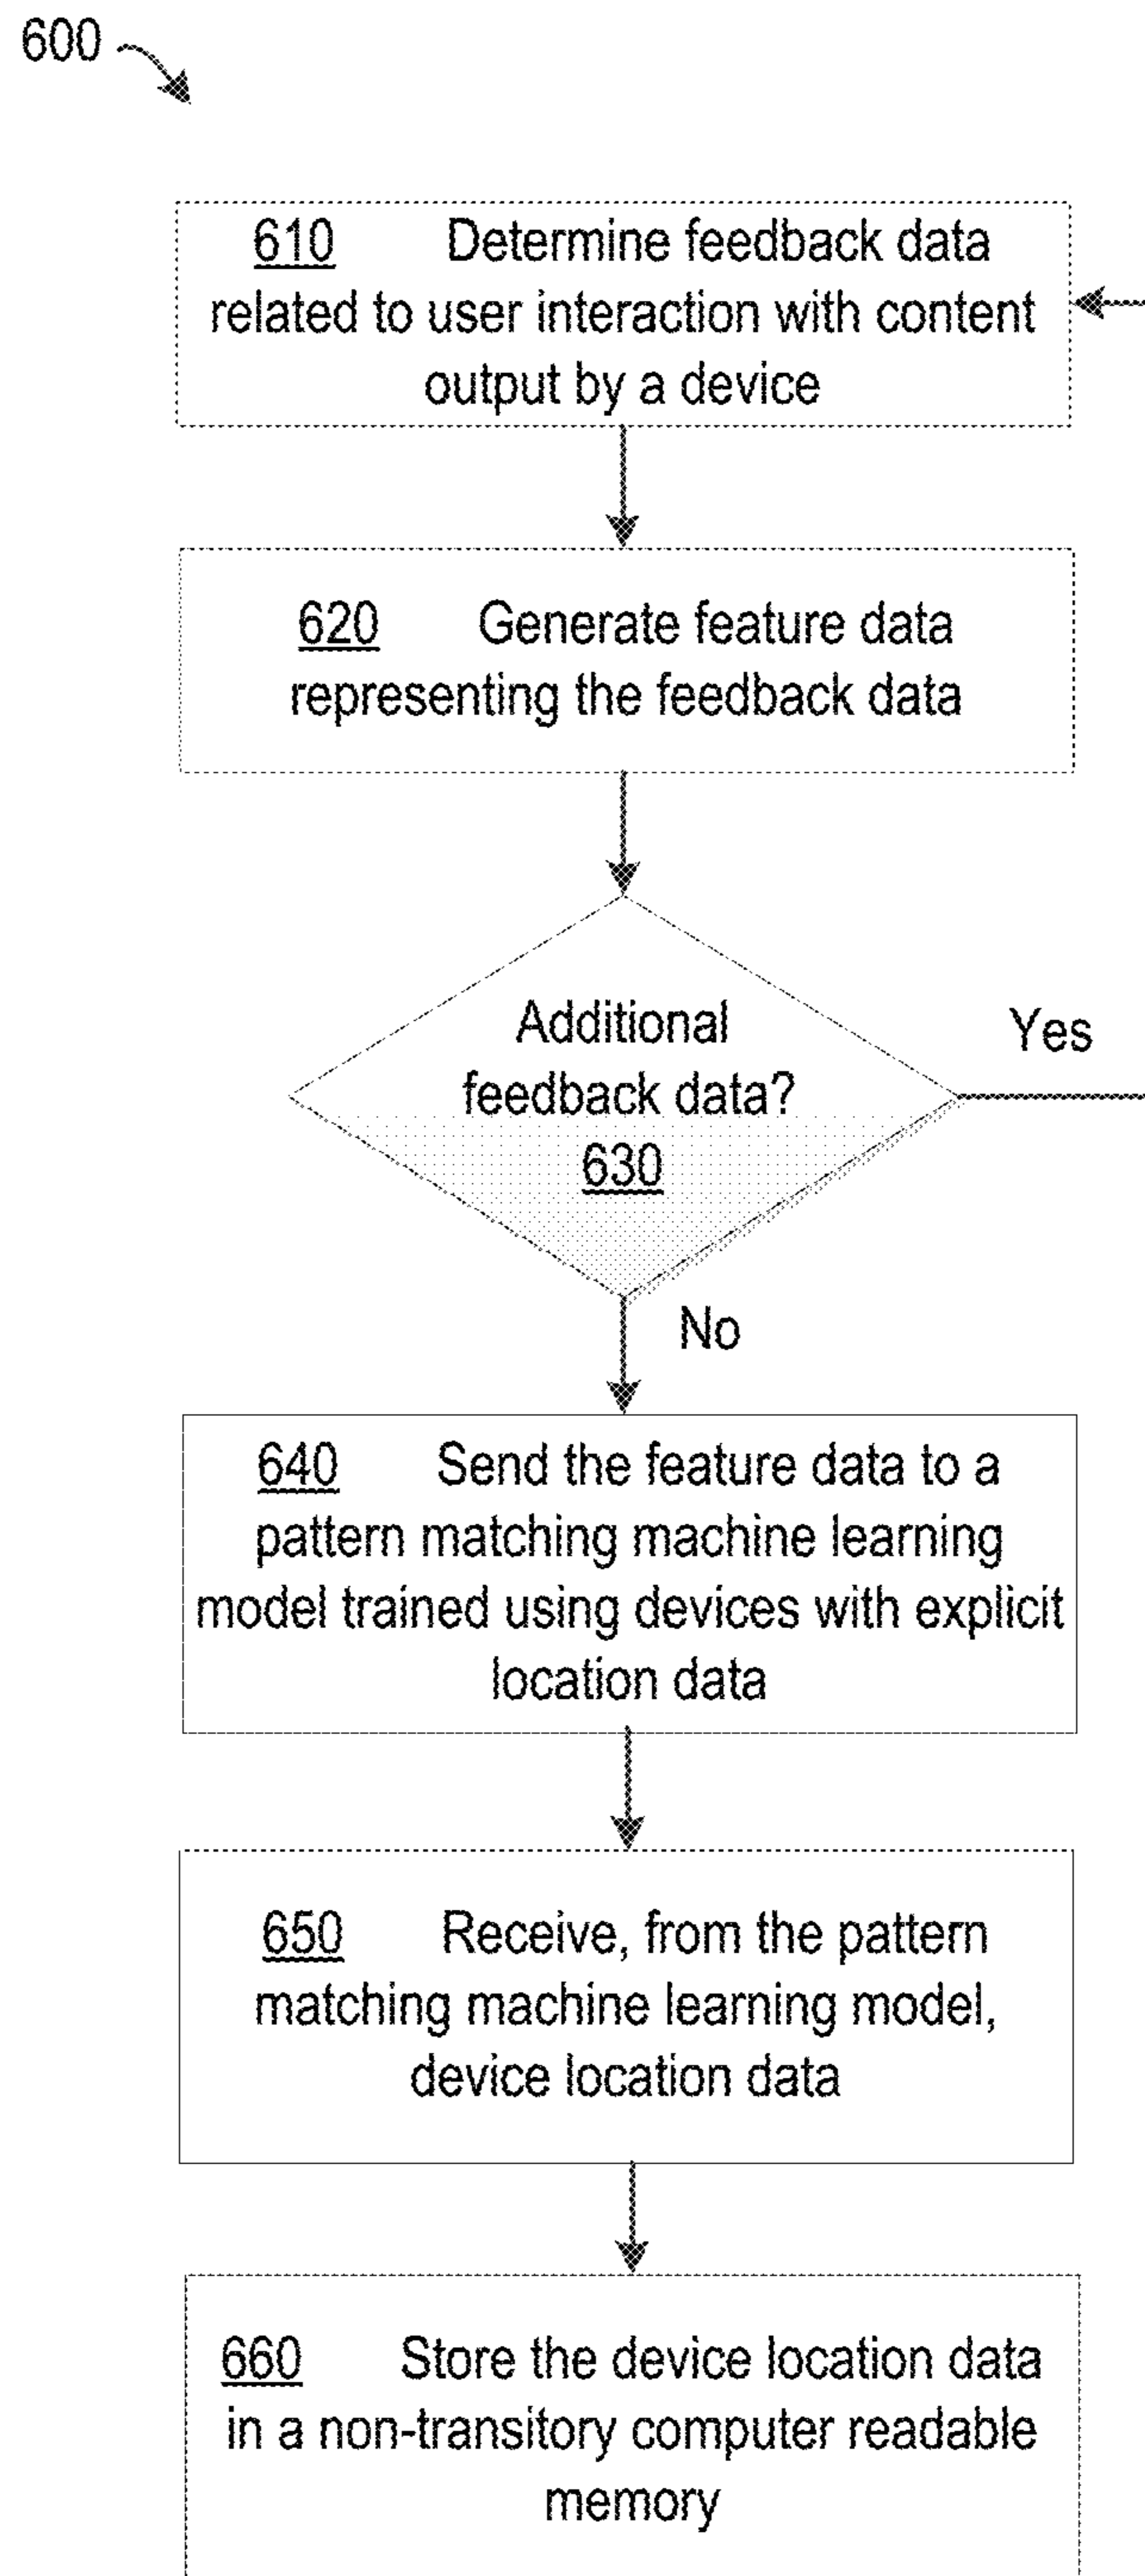 600
610 Determine feedback data
related to user interaction with content
output by a device
620 Generate feature data
representing the feedback data
Additional
feedback data?
630
Yes
No
640 Send the feature data to a
pattern matching machine learning
model trained using devices with explicit
location data
650 Receive, from the pattern
matching machine learning model,
device location data
660 Store the device location data
in a non-transitory computer readable
memory